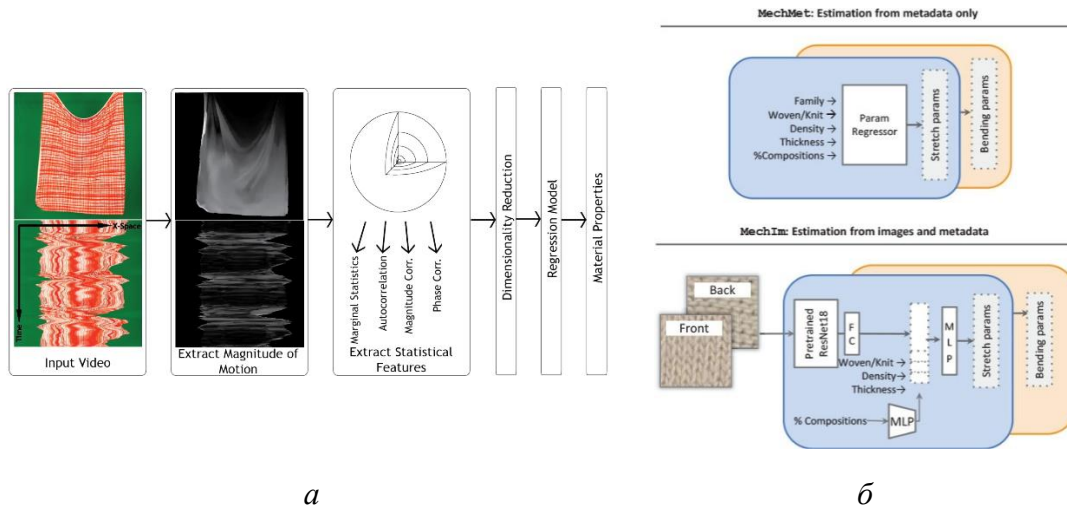 X-Space
Time
Input Video
Extract Magnitude of
Motion
Marginal Statistics
Autocorrelation
Magnitude Corr.
Phase Corr.
Extract Statistical
Features
Dimensionality Reduction
Regression Model
Material Properties
а
MechMet: Estimation from metadata only
Family
Woven/Knit
Density
Thickness
%Compositions
Param
Regressor
Stretch params
Bending params
MechIm: Estimation from images and metadata
Back
Front
Pretrained
ResNet18
FC
Woven/Knit
Density
Thickness
% Compositions
MLP
MLP
Stretch params
Bending params
б